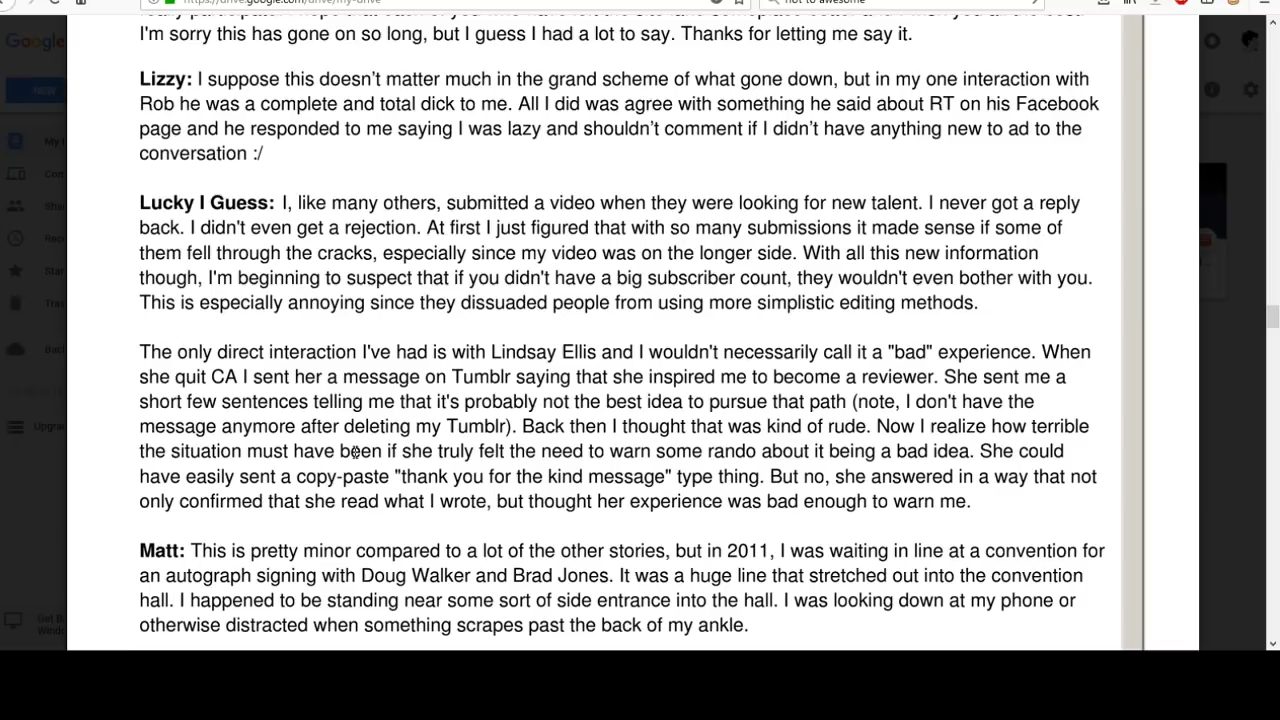 https://drive.google.com/drive/my-drive
not to awesome
Google
NEW
I'm sorry this has gone on so long, but I guess I had a lot to say. Thanks for letting me say it.
Lizzy: I suppose this doesn't matter much in the grand scheme of what gone down, but in my one interaction with
Rob he was a complete and total dick to me. All I did was agree with something he said about RT on his Facebook
page and he responded to me saying I was lazy and shouldn't comment if I didn't have anything new to ad to the
conversation :/
Lucky I Guess: I, like many others, submitted a video when they were looking for new talent. I never got a reply
back. I didn't even get a rejection. At first I just figured that with so many submissions it made sense if some of
them fell through the cracks, especially since my video was on the longer side. With all this new information
though, I'm beginning to suspect that if you didn't have a big subscriber count, they wouldn't even bother with you.
This is especially annoying since they dissuaded people from using more simplistic editing methods.
The only direct interaction I've had is with Lindsay Ellis and I wouldn't necessarily call it a "bad" experience. When
she quit CA I sent her a message on Tumblr saying that she inspired me to become a reviewer. She sent me a
short few sentences telling me that it's probably not the best idea to pursue that path (note, I don't have the
message anymore after deleting my Tumblr). Back then I thought that was kind of rude. Now I realize how terrible
the situation must have been if she truly felt the need to warn some rando about it being a bad idea. She could
have easily sent a copy-paste "thank you for the kind message" type thing. But no, she answered in a way that not
only confirmed that she read what I wrote, but thought her experience was bad enough to warn me.
Matt: This is pretty minor compared to a lot of the other stories, but in 2011, I was waiting in line at a convention for
an autograph signing with Doug Walker and Brad Jones. It was a huge line that stretched out into the convention
hall. I happened to be standing near some sort of side entrance into the hall. I was looking down at my phone or
otherwise distracted when something scrapes past the back of my ankle.